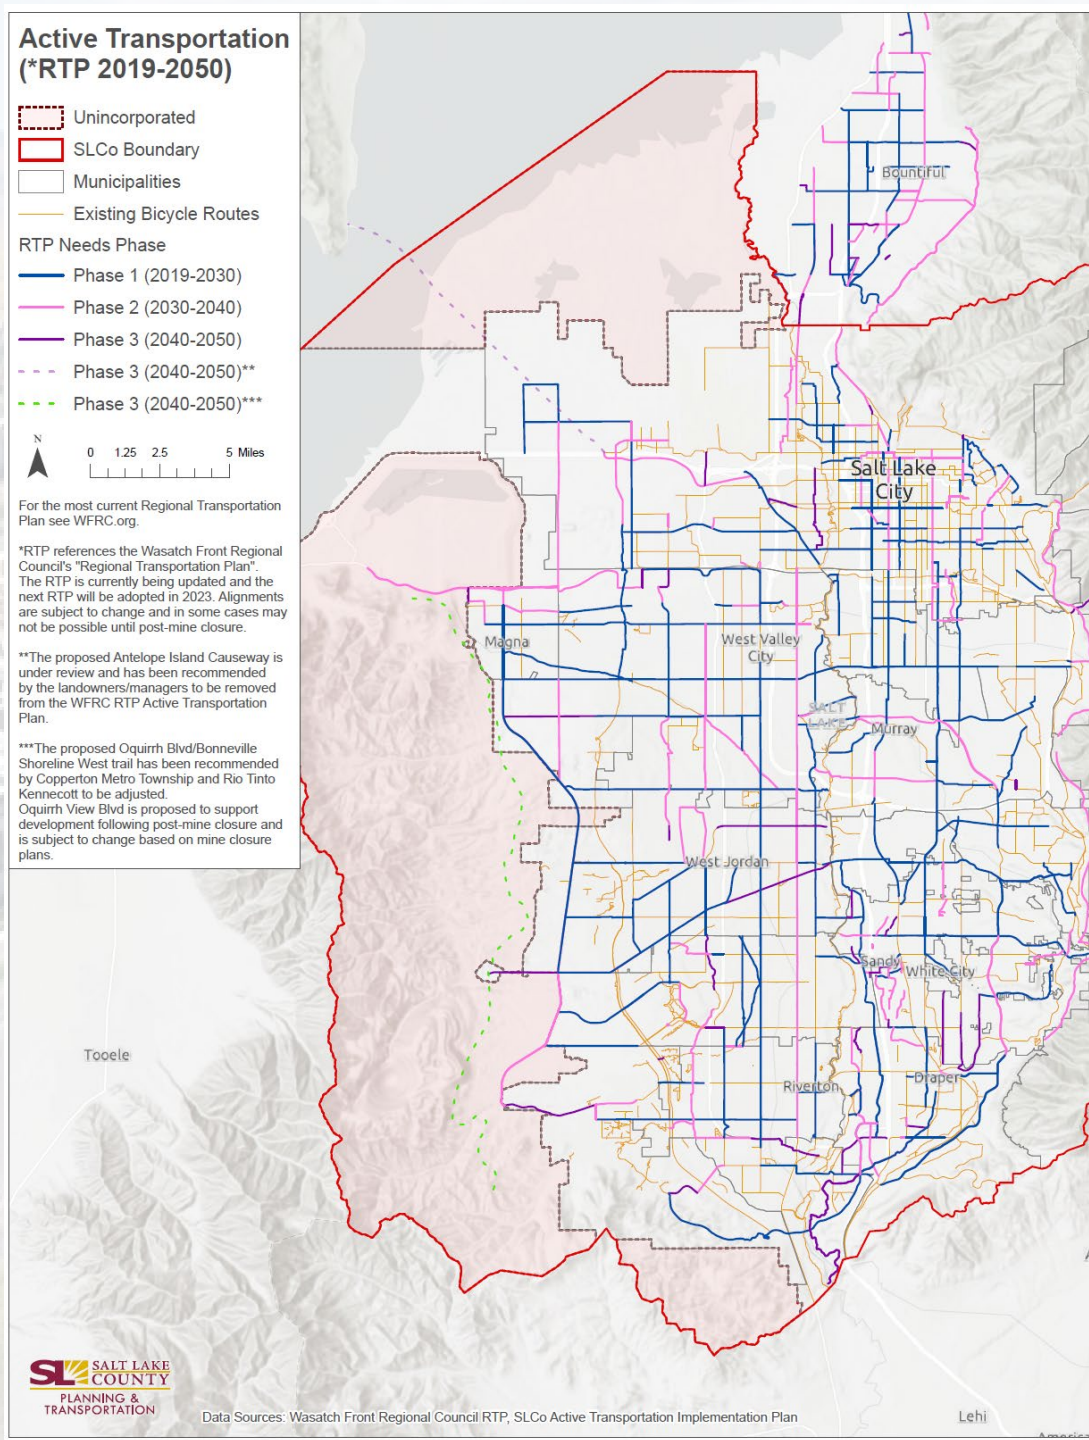 Active Transportation
(*RTP 2019-2050)
Unincorporated
SLCo Boundary
Municipalities
Existing Bicycle Routes
RTP Needs Phase
Phase 1 (2019-2030)
Phase 2 (2030-2040)
Phase 3 (2040-2050)
Phase 3 (2040-2050)**
Phase 3 (2040-2050)***
N
0 1.25 2.5 5 Miles
For the most current Regional Transportation
Plan see WFRC.org.
*RTP references the Wasatch Front Regional
Council's "Regional Transportation Plan".
The RTP is currently being updated and the
next RTP will be adopted in 2023. Alignments
are subject to change and in some cases may
not be possible until post-mine closure.
**The proposed Antelope Island Causeway is
under review and has been recommended
by the landowners/managers to be removed
from the WFRC RTP Active Transportation
Plan.
***The proposed Oquirrh Blvd/Bonneville
Shoreline West trail has been recommended
by Copperton Metro Township and Rio Tinto
Kennecott to be adjusted.
Oquirrh View Blvd is proposed to support
development following post-mine closure and
is subject to change based on mine closure
plans.
Bountiful
Salt Lake
City
Magna
West Valley
City
SALT
LAKE
Murray
West Jordan
Sandy
White City
Tooele
Riverton
Draper
SL SALT LAKE
COUNTY
PLANNING &
TRANSPORTATION
Data Sources: Wasatch Front Regional Council RTP, SLCo Active Transportation Implementation Plan
Lehi